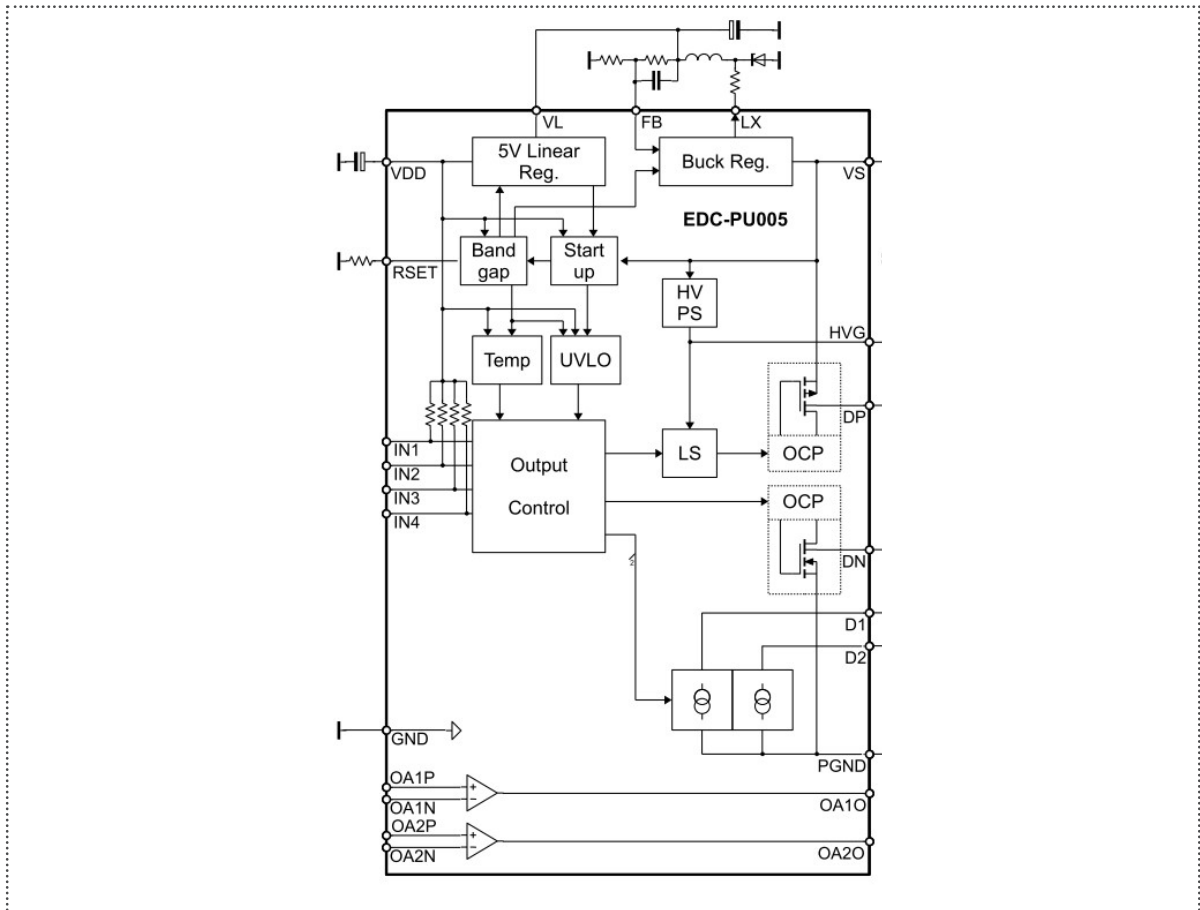 VL
FB
LX
5V Linear
Reg.
Buck Reg.
VDD
VS
EDC-PU005
Band
gap
Start
up
RSET
HV
PS
HVG
Temp
UVLO
DP
IN1
IN2
IN3
IN4
Output
Control
LS
OCP
OCP
2
DN
D1
D2
GND
PGND
OA1P
+
−
OA1N
OA1O
OA2P
+
−
OA2N
OA2O